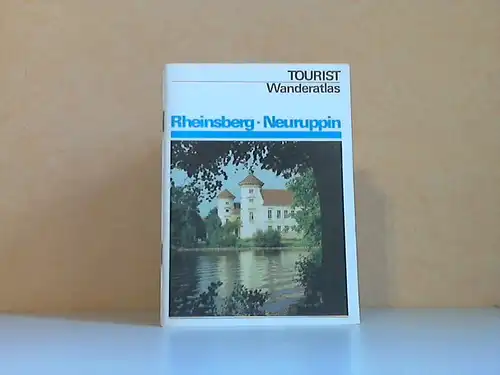 TOURIST
Wanderatlas
Rheinsberg · Neuruppin